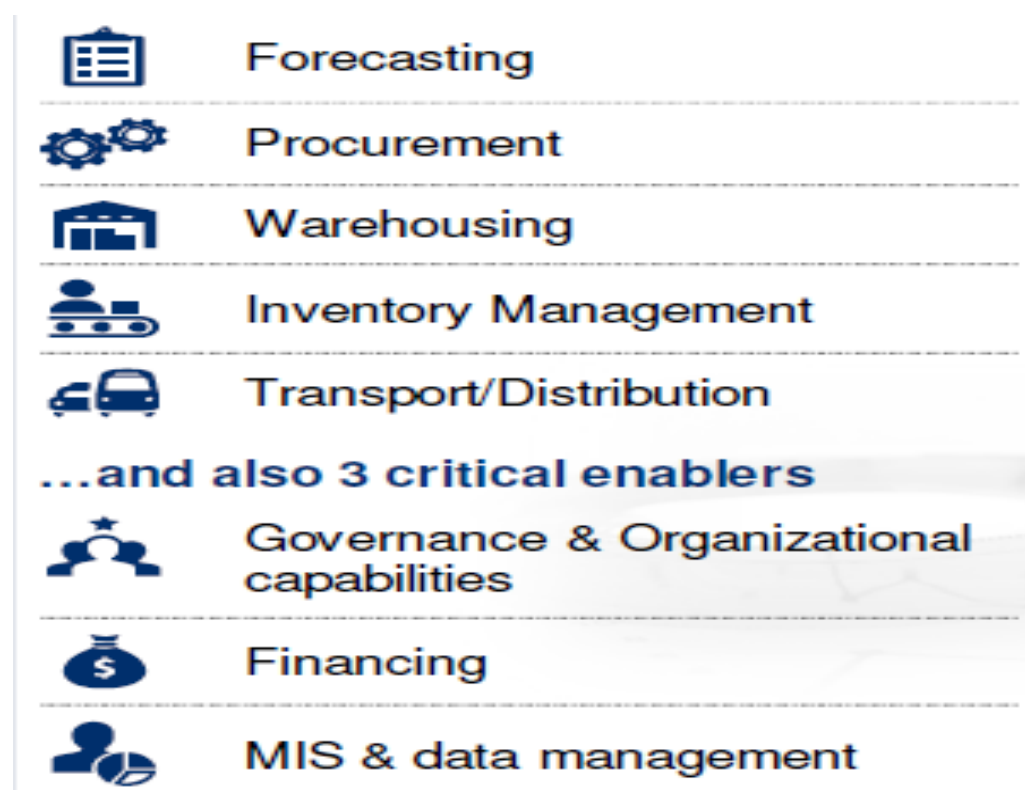 Forecasting
Procurement
Warehousing
Inventory Management
Transport/Distribution
...and also 3 critical enablers
Governance & Organizational
capabilities
Financing
$
MIS & data management